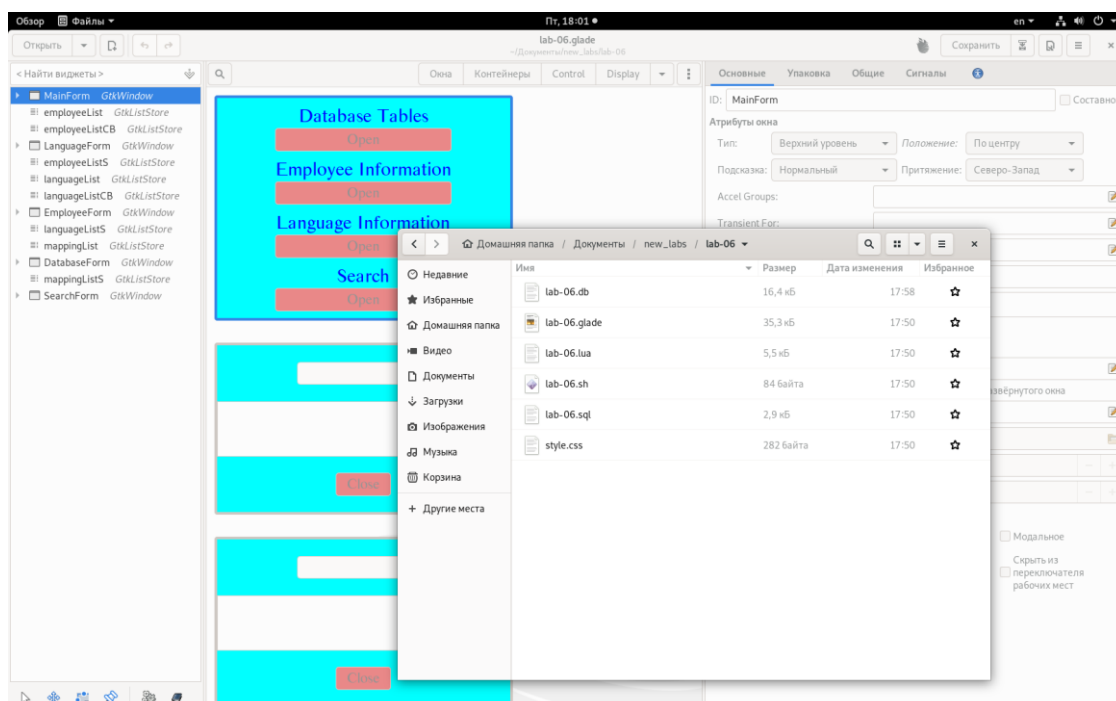 Обзор Файлы Пт, 18:01 en
Открыть lab-06.glade Сохранить
~/Документы/new_labs/lab-06
< Найти виджеты > Окна Контейнеры Control Display Основные Упаковка Общие Сигналы
MainForm GtkWindow
employeeList GtkListStore
employeeListCB GtkListStore
LanguageForm GtkWindow
employeeListS GtkListStore
languageList GtkListStore
languageListCB GtkListStore
EmployeeForm GtkWindow
languageListS GtkListStore
mappingList GtkListStore
DatabaseForm GtkWindow
mappingListS GtkListStore
SearchForm GtkWindow
Database Tables
Open
Employee Information
Open
Language Information
Open
Search
Open
Close
Close
ID: MainForm Составно
Атрибуты окна
Тип: Верхний уровень Положение: По центру
Подсказка: Нормальный Притяжение: Северо-Запад
Accel Groups:
Transient For:
азвёрнутого окна
Модальное
Скрыть из
переключателя
рабочих мест
Домашняя папка / Документы / new_labs / lab-06
Недавние
Избранные
Домашняя папка
Видео
Документы
Загрузки
Изображения
Музыка
Корзина
+ Другие места
Имя Размер Дата изменения Избранное
lab-06.db 16,4 кБ 17:58
lab-06.glade 35,3 кБ 17:50
lab-06.lua 5,5 кБ 17:50
lab-06.sh 84 байта 17:50
lab-06.sql 2,9 кБ 17:50
style.css 282 байта 17:50